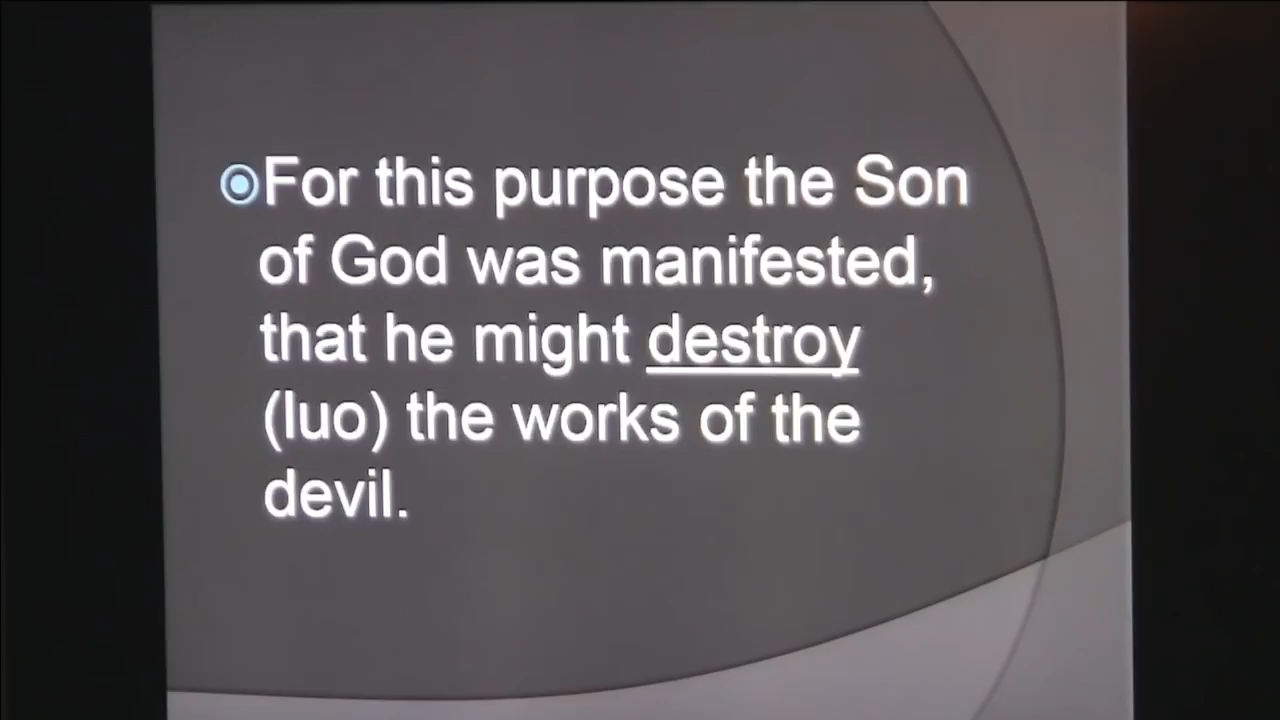 For this purpose the Son
of God was manifested,
that he might destroy
(luo) the works of the
devil.